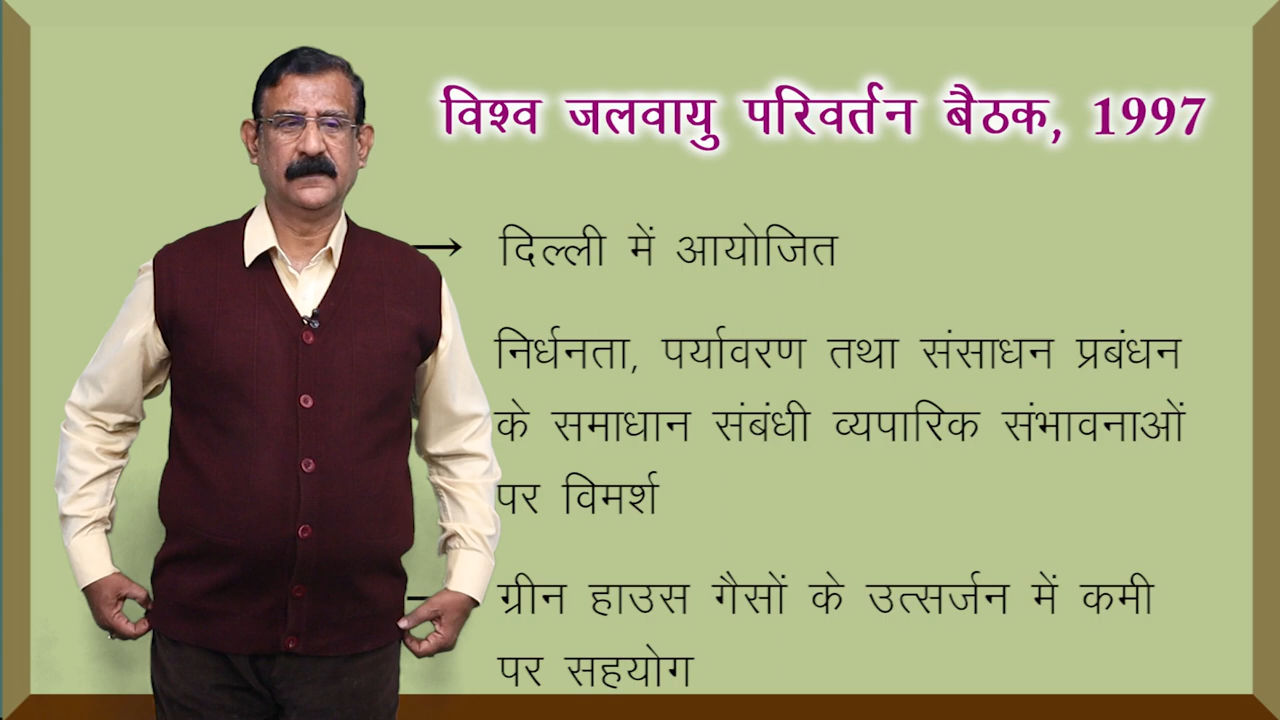 विश्व जलवायु परिवर्तन बैठक, 1997
→ दिल्ली में आयोजित
निर्धनता, पर्यावरण तथा संसाधन प्रबंधन
के समाधान संबंधी व्यपारिक संभावनाओं
पर विमर्श
ग्रीन हाउस गैसों के उत्सर्जन में कमी
पर सहयोग